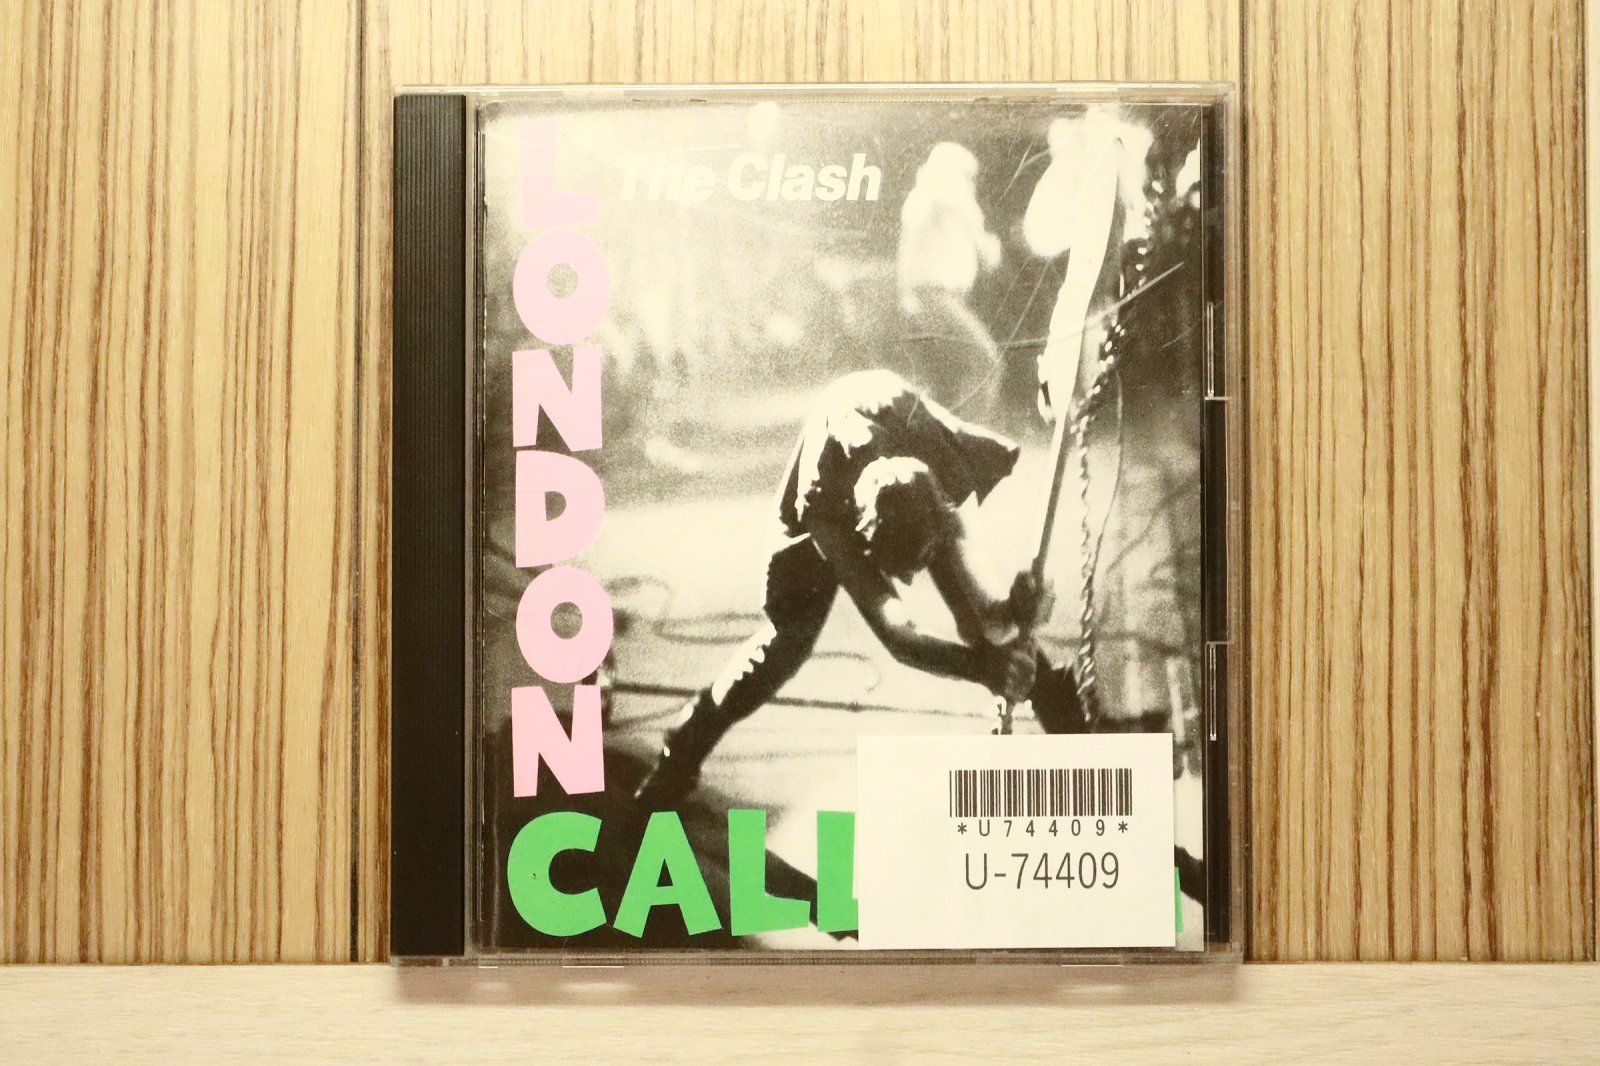 The Clash
LONDON
CALL
*U74409*
U-74409